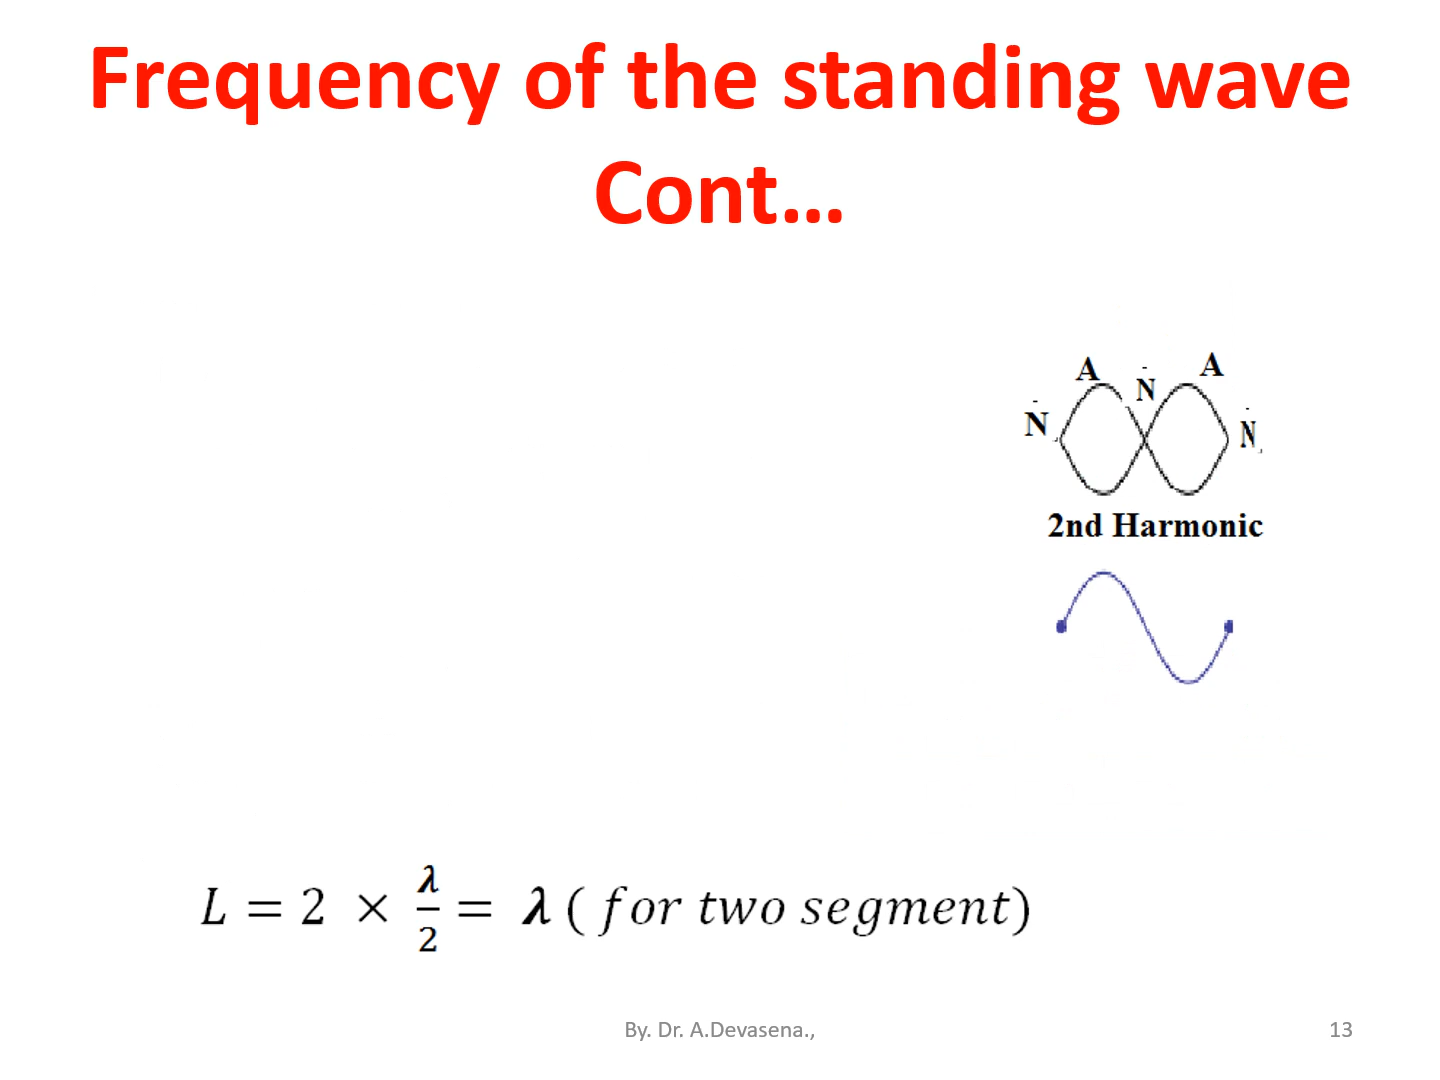 Frequency of the standing wave
Cont...
A
A
N
N
N
2nd Harmonic
L = 2 × λ/2 = λ ( for two segment)
By. Dr. A.Devasena.,
13